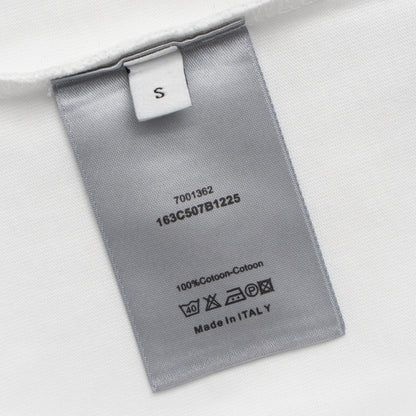 S
7001362
163C507B1225
100%Cotoon-Cotoon
40 P
Made In ITALY